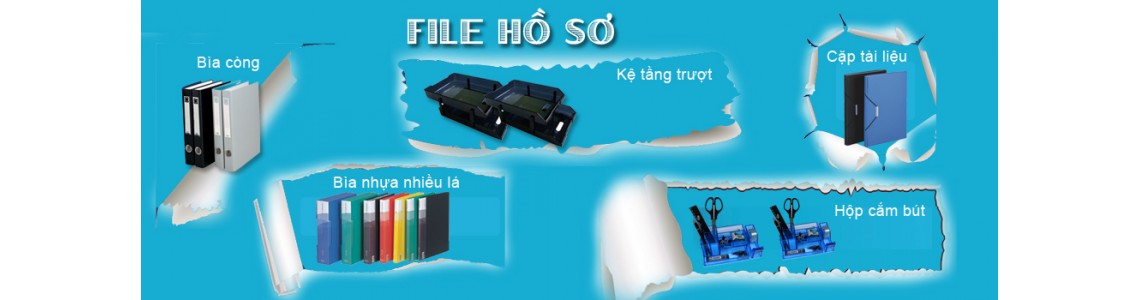 FILE HỒ SƠ
Bìa còng
Kệ tầng trượt
Cặp tài liệu
Bìa nhựa nhiều lá
Hộp cắm bút